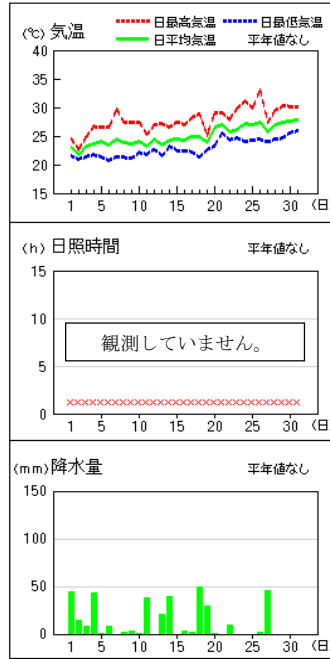 (℃) 気温 日最高気温 日最低気温
日平均気温 平年値なし
40
35
30
25
20
15
1 5 10 15 20 25 30 (日
(h) 日照時間 平年値なし
15
10
観測していません。
5
0
1 5 10 15 20 25 30 (日
(mm) 降水量 平年値なし
150
100
50
0
1 5 10 15 20 25 30 (日